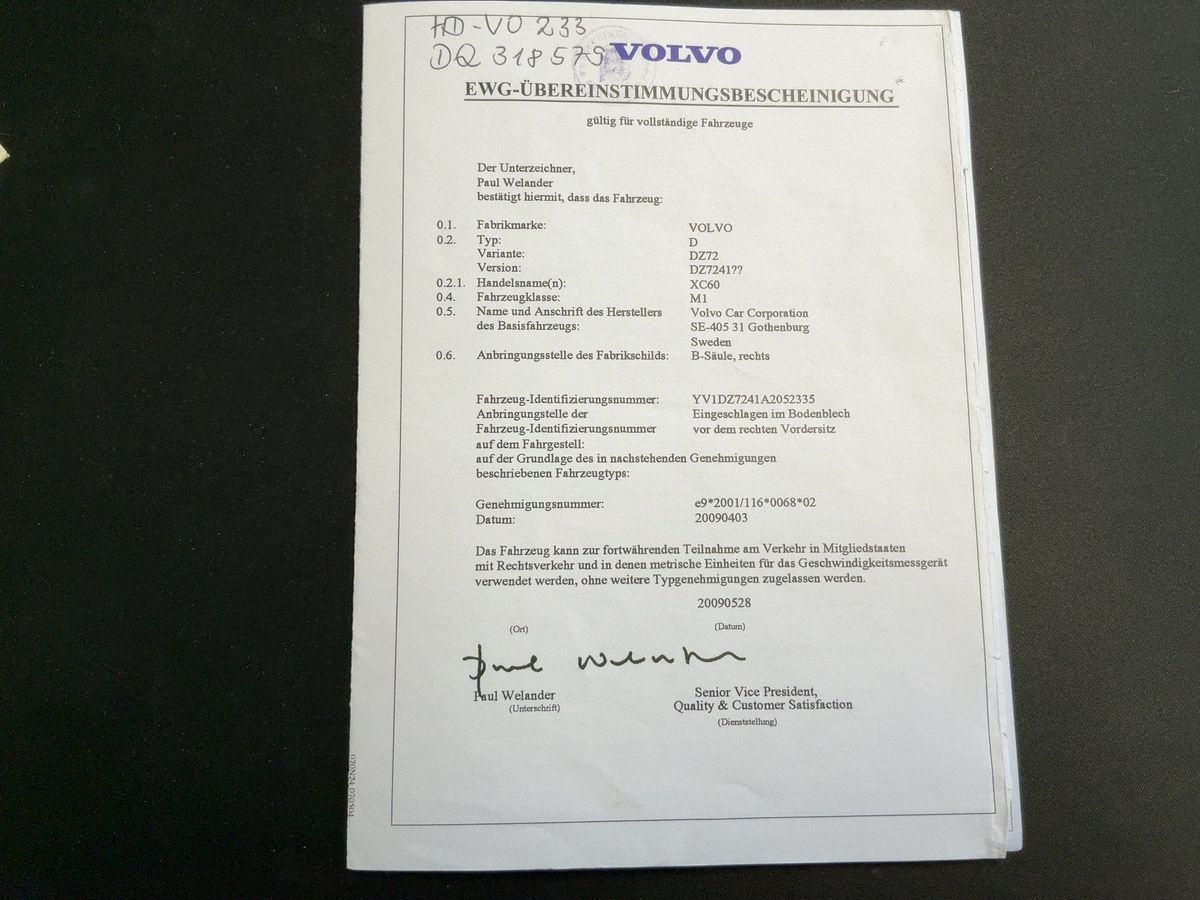 HD-VO 233
DQ 318579
VOLVO
EWG-ÜBEREINSTIMMUNGSBESCHEINIGUNG
gültig für vollständige Fahrzeuge
Der Unterzeichner,
Paul Welander
bestätigt hiermit, dass das Fahrzeug:
0.1. Fabrikmarke: VOLVO
0.2. Typ: D
Variante: DZ72
Version: DZ7241??
0.2.1. Handelsname(n): XC60
0.4. Fahrzeugklasse: M1
0.5. Name und Anschrift des Herstellers Volvo Car Corporation
des Basisfahrzeugs: SE-405 31 Gothenburg
Sweden
0.6. Anbringungsstelle des Fabrikschilds: B-Säule, rechts
Fahrzeug-Identifizierungsnummer: YV1DZ7241A2052335
Anbringungstelle der Eingeschlagen im Bodenblech
Fahrzeug-Identifizierungsnummer vor dem rechten Vordersitz
auf dem Fahrgestell:
auf der Grundlage des in nachstehenden Genehmigungen
beschriebenen Fahrzeugtyps:
Genehmigungsnummer: e9*2001/116*0068*02
Datum: 20090403
Das Fahrzeug kann zur fortwährenden Teilnahme am Verkehr in Mitgliedstaaten
mit Rechtsverkehr und in denen metrische Einheiten für das Geschwindigkeitsmessgerät
verwendet werden, ohne weitere Typgenehmigungen zugelassen werden.
20090528
(Ort) (Datum)
Paul Welander
Paul Welander Senior Vice President,
(Unterschrift) Quality & Customer Satisfaction
(Dienststellung)
070N24 070504